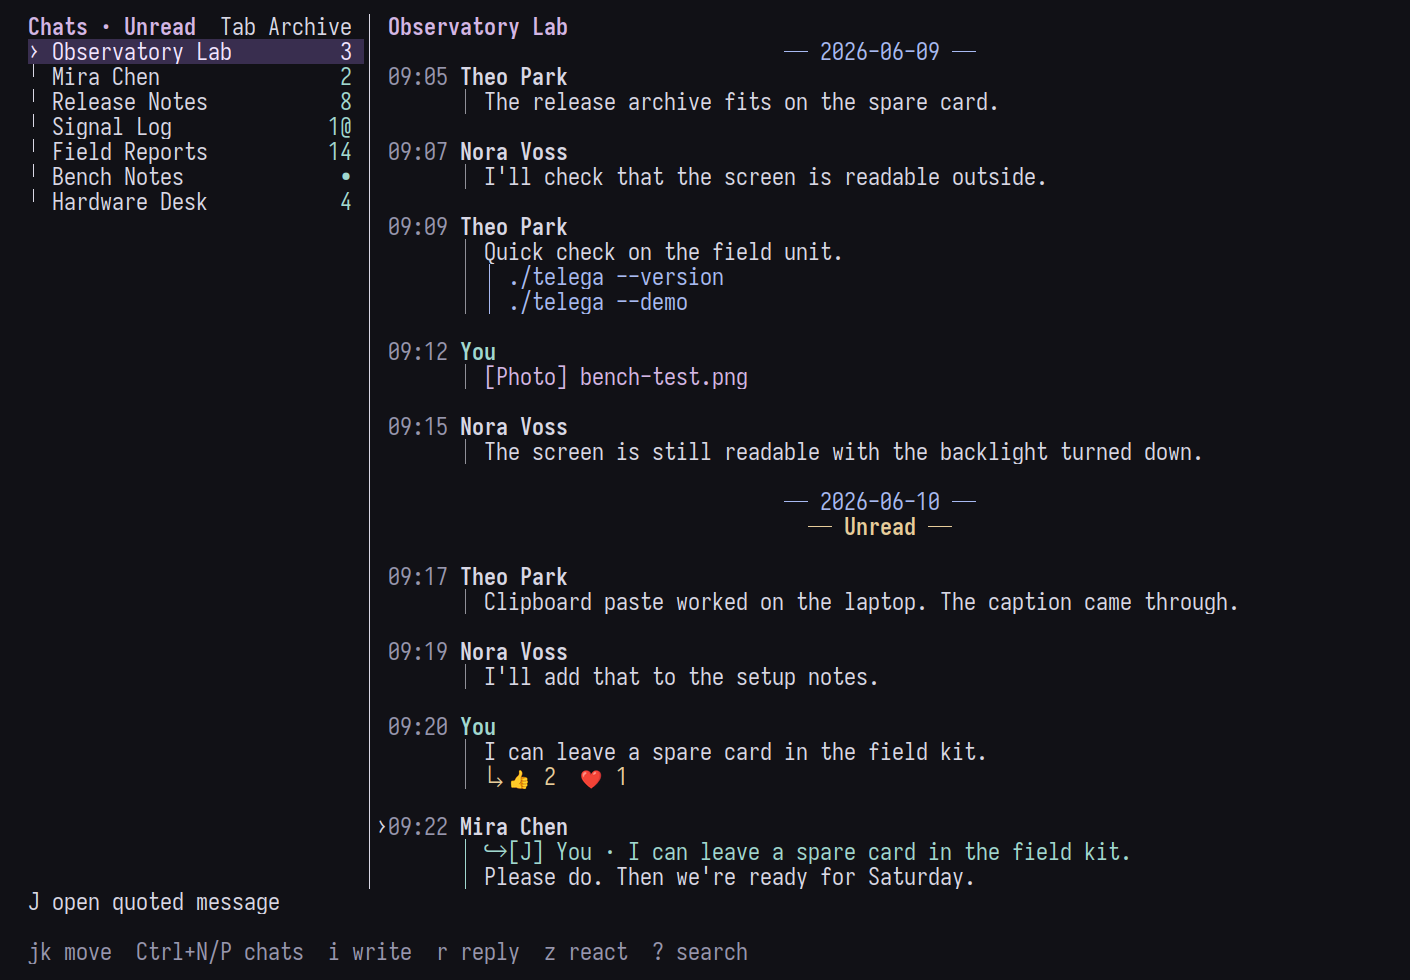 Chats · Unread  Tab Archive
› Observatory Lab 3
Mira Chen 2
Release Notes 8
Signal Log 1@
Field Reports 14
Bench Notes •
Hardware Desk 4
Observatory Lab
── 2026-06-09 ──
09:05 Theo Park
The release archive fits on the spare card.
09:07 Nora Voss
I'll check that the screen is readable outside.
09:09 Theo Park
Quick check on the field unit.
./telega --version
./telega --demo
09:12 You
[Photo] bench-test.png
09:15 Nora Voss
The screen is still readable with the backlight turned down.
── 2026-06-10 ──
── Unread ──
09:17 Theo Park
Clipboard paste worked on the laptop. The caption came through.
09:19 Nora Voss
I'll add that to the setup notes.
09:20 You
I can leave a spare card in the field kit.
↳👍 2 ❤️ 1
›09:22 Mira Chen
↪[J] You · I can leave a spare card in the field kit.
Please do. Then we're ready for Saturday.
J open quoted message
jk move  Ctrl+N/P chats  i write  r reply  z react  ? search